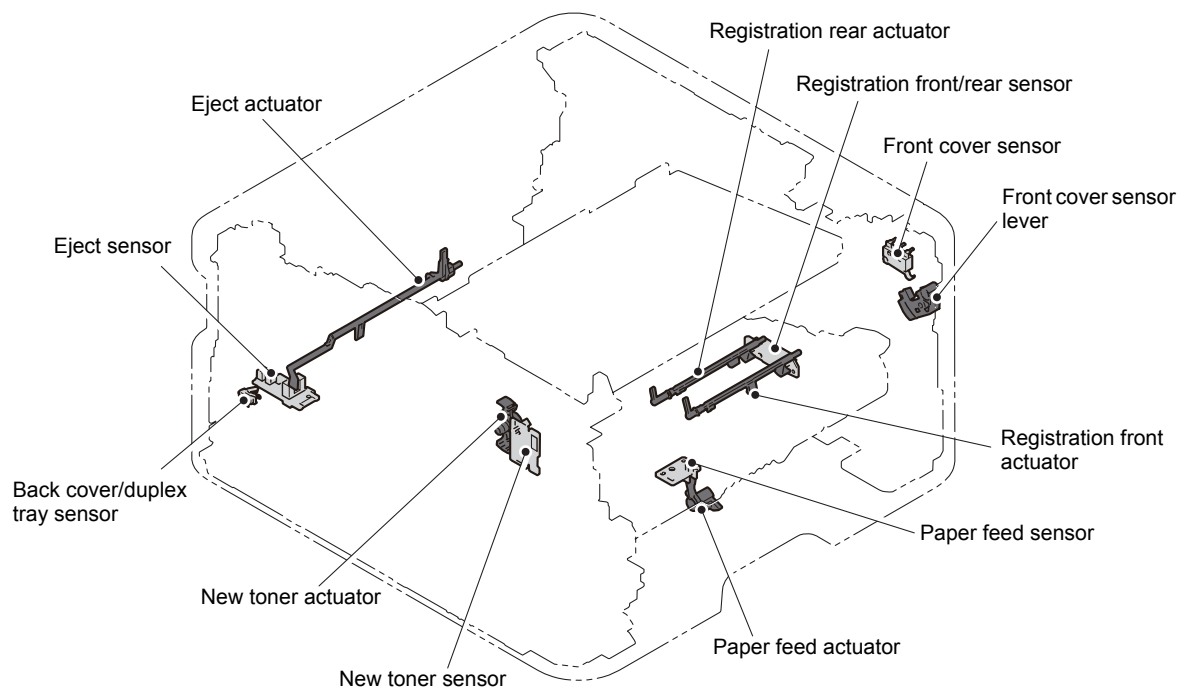 Registration rear actuator
Registration front/rear sensor
Eject actuator
Front cover sensor
Front cover sensor
lever
Eject sensor
Registration front
actuator
Back cover/duplex
tray sensor
Paper feed sensor
New toner actuator
Paper feed actuator
New toner sensor